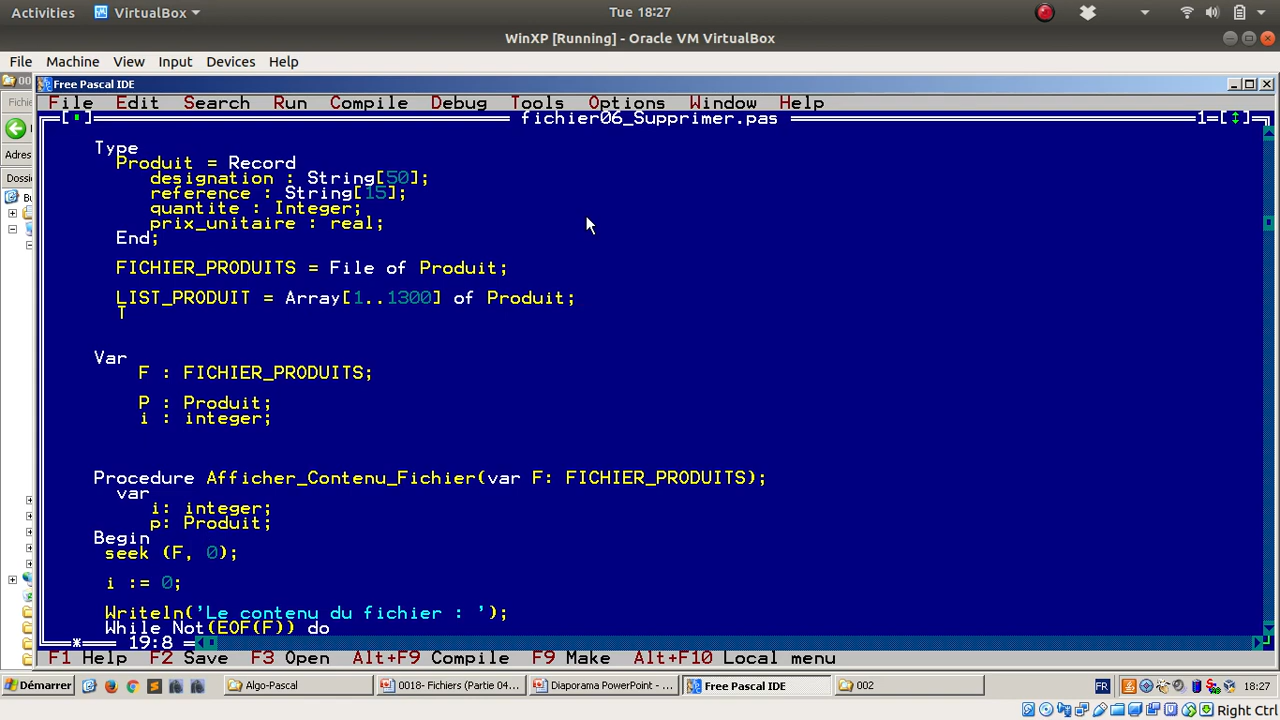 Activities VirtualBox Tue 18:27
WinXP [Running] - Oracle VM VirtualBox
File Machine View Input Devices Help
00
Free Pascal IDE
Fichie
File Edit Search Run Compile Debug Tools Options Window Help
[▪] fichier06_Supprimer.pas 1=[↕]
Adres
Type
Produit = Record
Dossie
designation : String[50];
reference : String[15];
Bu
quantite : Integer;
prix_unitaire : real;
End;
FICHIER_PRODUITS = File of Produit;
LIST_PRODUIT = Array[1..1300] of Produit;
T
Var
F : FICHIER_PRODUITS;
P : Produit;
i : integer;
Procedure Afficher_Contenu_Fichier(var F: FICHIER_PRODUITS);
var
i: integer;
p: Produit;
Begin
seek (F, 0);
i := 0;
Writeln('Le contenu du fichier : ');
While Not(EOF(F)) do
* 19:8
F1 Help F2 Save F3 Open Alt+F9 Compile F9 Make Alt+F10 Local menu
Démarrer Algo-Pascal 0018- Fichiers (Partie 04... Diaporama PowerPoint - ... Free Pascal IDE 002 FR 18:27
Right Ctrl